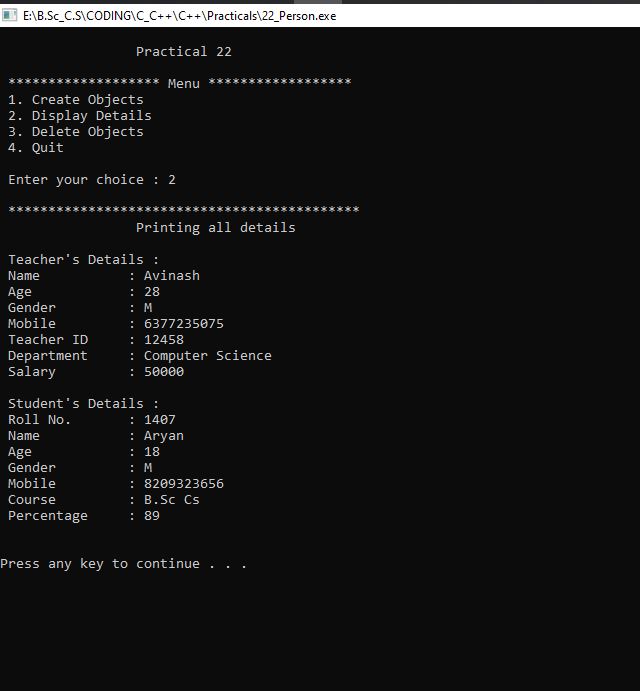 E:\B.Sc_C.S\CODING\C_C++\C++\Practicals\22_Person.exe
Practical 22
******************* Menu ******************
1. Create Objects
2. Display Details
3. Delete Objects
4. Quit
Enter your choice : 2
********************************************
Printing all details
Teacher's Details :
Name : Avinash
Age : 28
Gender : M
Mobile : 6377235075
Teacher ID : 12458
Department : Computer Science
Salary : 50000
Student's Details :
Roll No. : 1407
Name : Aryan
Age : 18
Gender : M
Mobile : 8209323656
Course : B.Sc Cs
Percentage : 89
Press any key to continue . . .